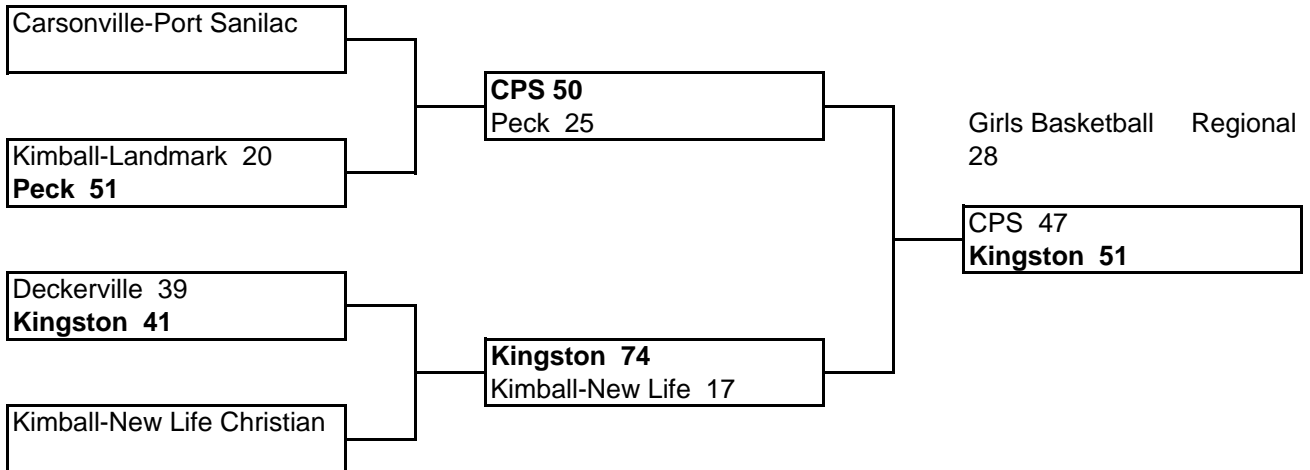 Carsonville-Port Sanilac
Kimball-Landmark 20
Peck 51
Deckerville 39
Kingston 41
Kimball-New Life Christian
CPS 50
Peck 25
Kingston 74
Kimball-New Life 17
Girls Basketball Regional
28
CPS 47
Kingston 51